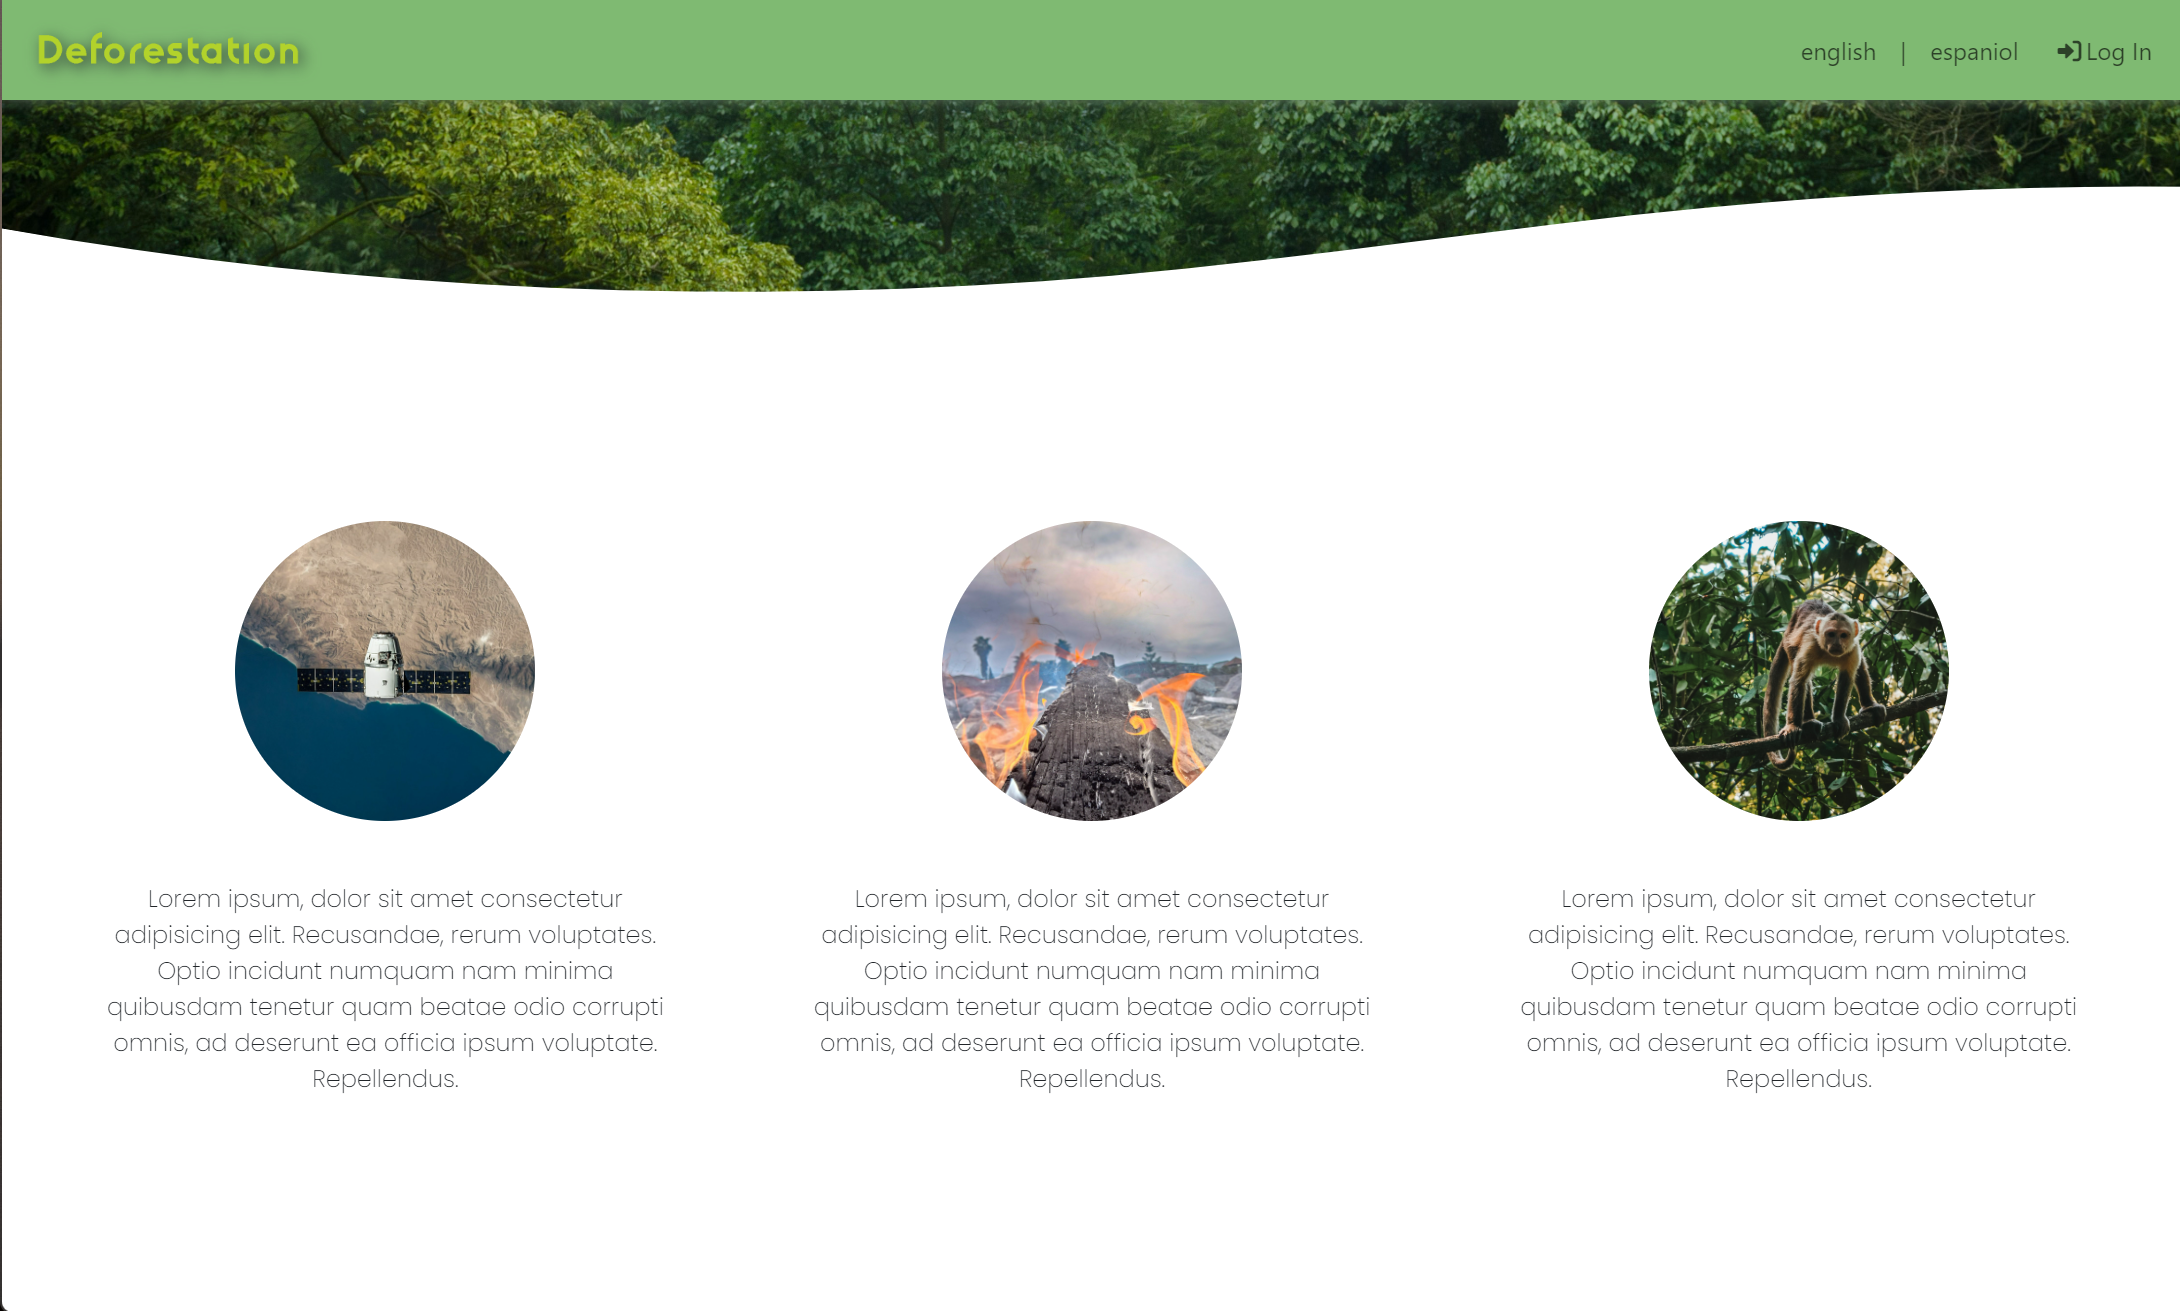 Deforestation
english | espaniol Log In
Lorem ipsum, dolor sit amet consectetur
adipisicing elit. Recusandae, rerum voluptates.
Optio incidunt numquam nam minima
quibusdam tenetur quam beatae odio corrupti
omnis, ad deserunt ea officia ipsum voluptate.
Repellendus.
Lorem ipsum, dolor sit amet consectetur
adipisicing elit. Recusandae, rerum voluptates.
Optio incidunt numquam nam minima
quibusdam tenetur quam beatae odio corrupti
omnis, ad deserunt ea officia ipsum voluptate.
Repellendus.
Lorem ipsum, dolor sit amet consectetur
adipisicing elit. Recusandae, rerum voluptates.
Optio incidunt numquam nam minima
quibusdam tenetur quam beatae odio corrupti
omnis, ad deserunt ea officia ipsum voluptate.
Repellendus.